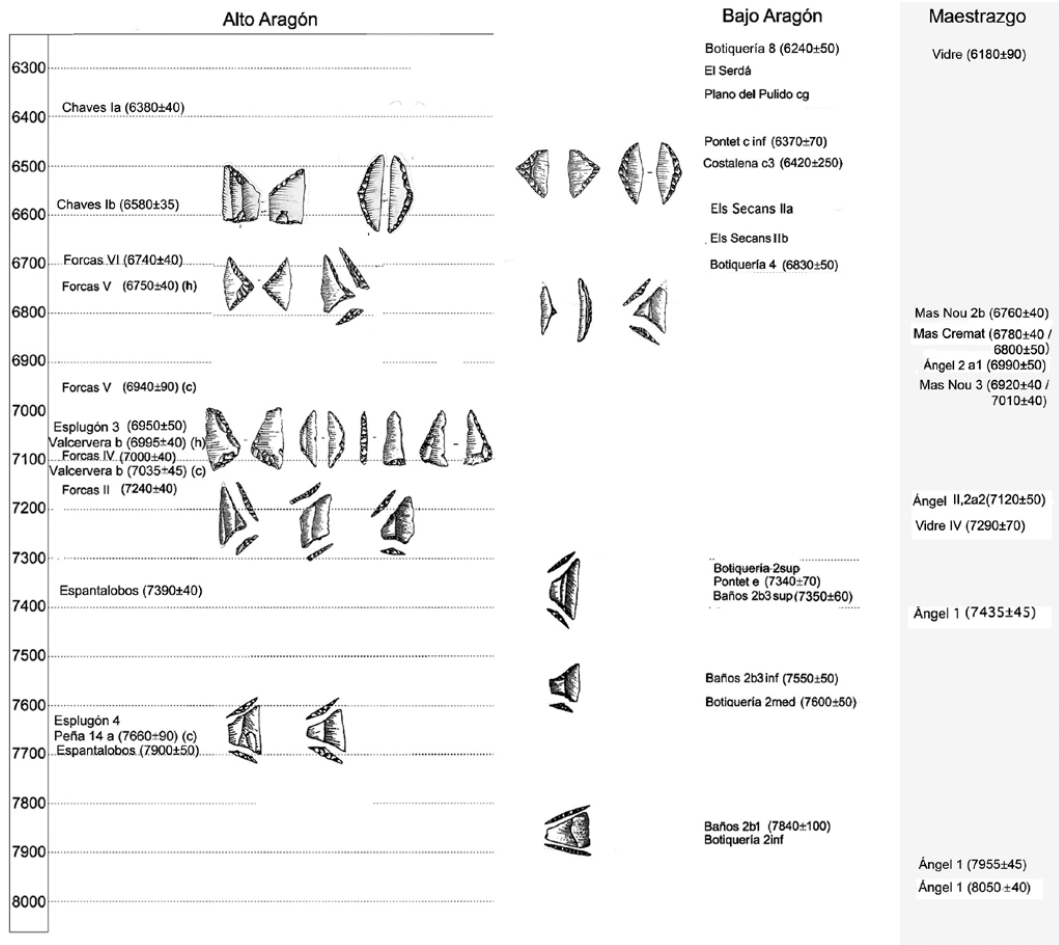 Alto Aragón
Bajo Aragón
Maestrazgo
6300
6400
6500
6600
6700
6800
6900
7000
7100
7200
7300
7400
7500
7600
7700
7800
7900
8000
Chaves Ia (6380±40)
Chaves Ib (6580±35)
Forcas VI (6740±40)
Forcas V (6750±40) (h)
Forcas V (6940±90) (c)
Esplugón 3 (6950±50)
Valcervera b (6995±40) (h)
Forcas IV (7000±40)
Valcervera b (7035±45) (c)
Forcas II (7240±40)
Espantalobos (7390±40)
Esplugón 4
Peña 14 a (7660±90) (c)
Espantalobos (7900±50)
Botiquería 8 (6240±50)
El Serdá
Plano del Pulido cg
Pontet c inf (6370±70)
Costalena c3 (6420±250)
Els Secans IIa
Els Secans IIb
Botiquería 4 (6830±50)
Botiquería 2sup
Pontet e (7340±70)
Baños 2b3 sup (7350±60)
Baños 2b3 inf (7550±50)
Botiquería 2med (7600±50)
Baños 2b1 (7840±100)
Botiquería 2inf
Vidre (6180±90)
Mas Nou 2b (6760±40)
Mas Cremat (6780±40 /
6800±50)
Ángel 2 a1 (6990±50)
Mas Nou 3 (6920±40 /
7010±40)
Ángel II,2a2(7120±50)
Vidre IV (7290±70)
Ángel 1 (7435±45)
Ángel 1 (7955±45)
Ángel 1 (8050 ±40)